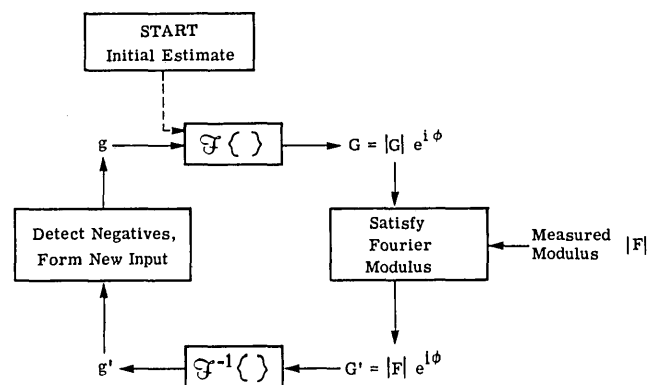 START
Initial Estimate
g
ℱ { }
G = |G| e^{iφ}
Detect Negatives,
Form New Input
Satisfy
Fourier
Modulus
Measured
Modulus |F|
g'
ℱ^{-1} { }
G' = |F| e^{iφ}